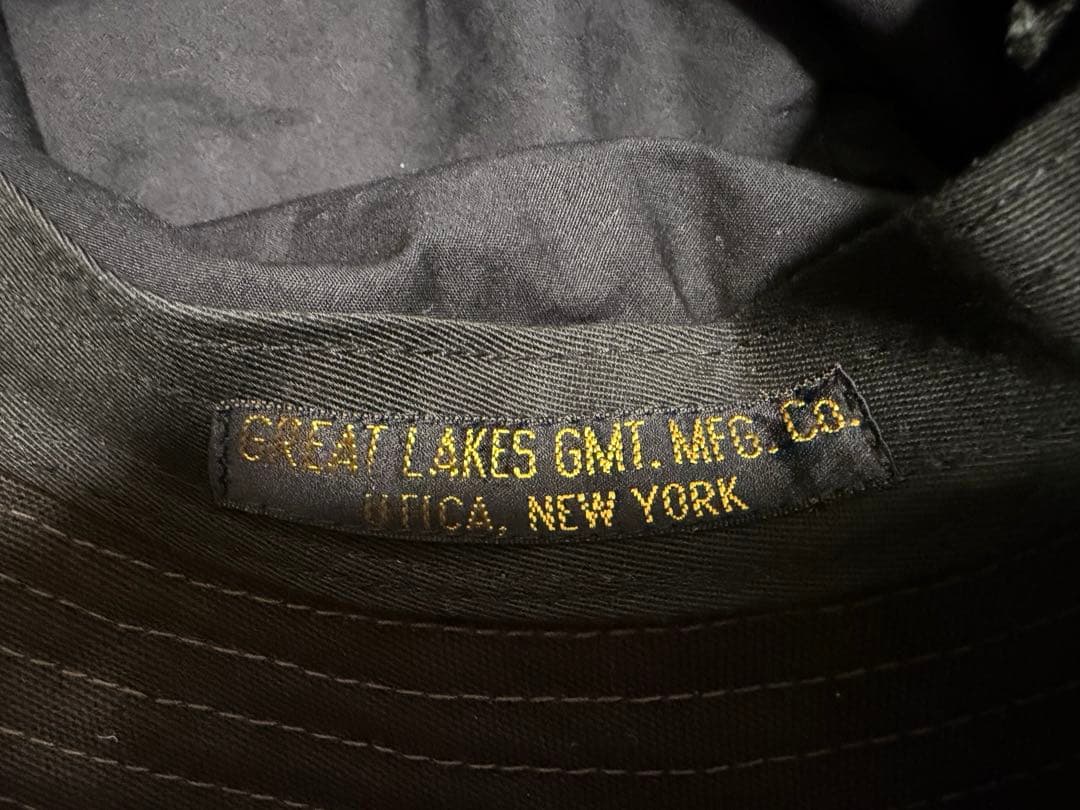 GREAT LAKES GMT. MFG. CO.
UTICA, NEW YORK